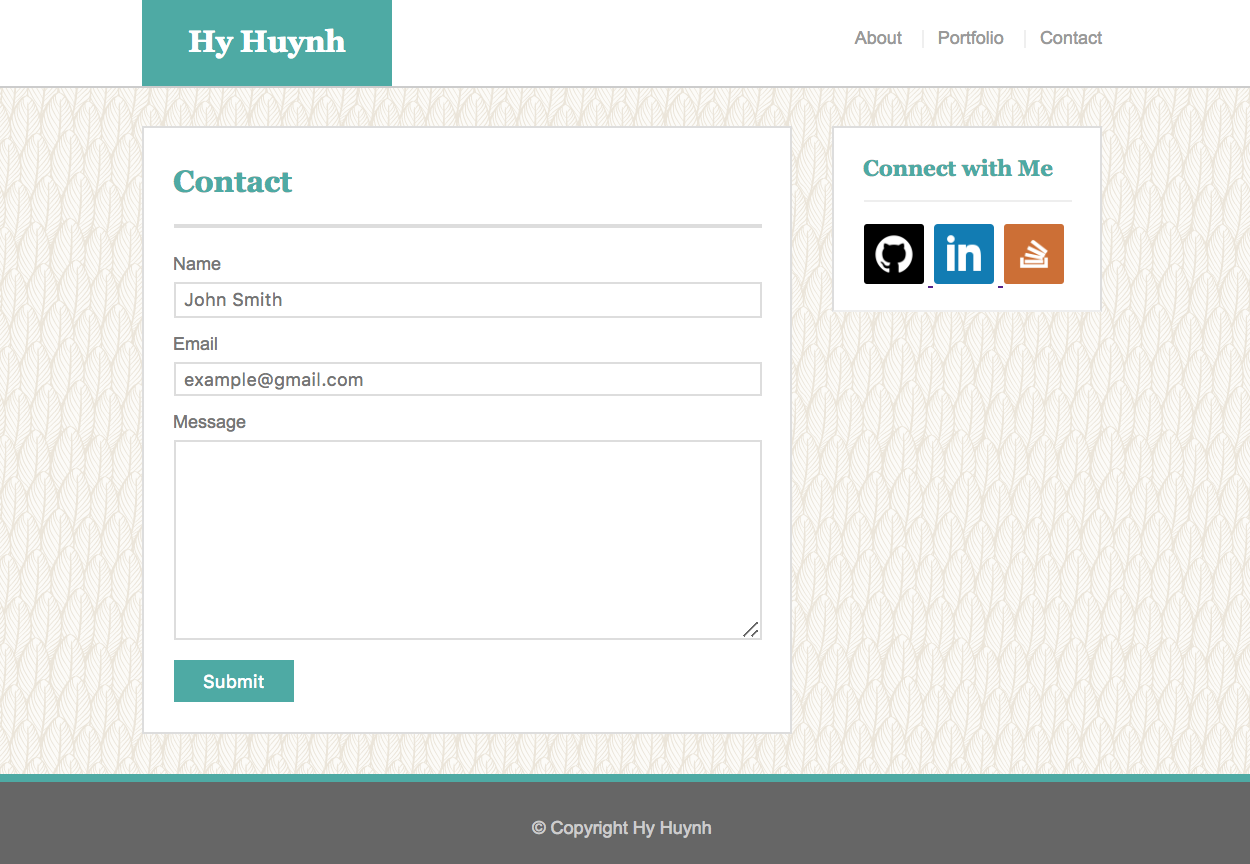 Hy Huynh
About
Portfolio
Contact
Contact
Name
John Smith
Email
example@gmail.com
Message
Submit
Connect with Me
in
© Copyright Hy Huynh